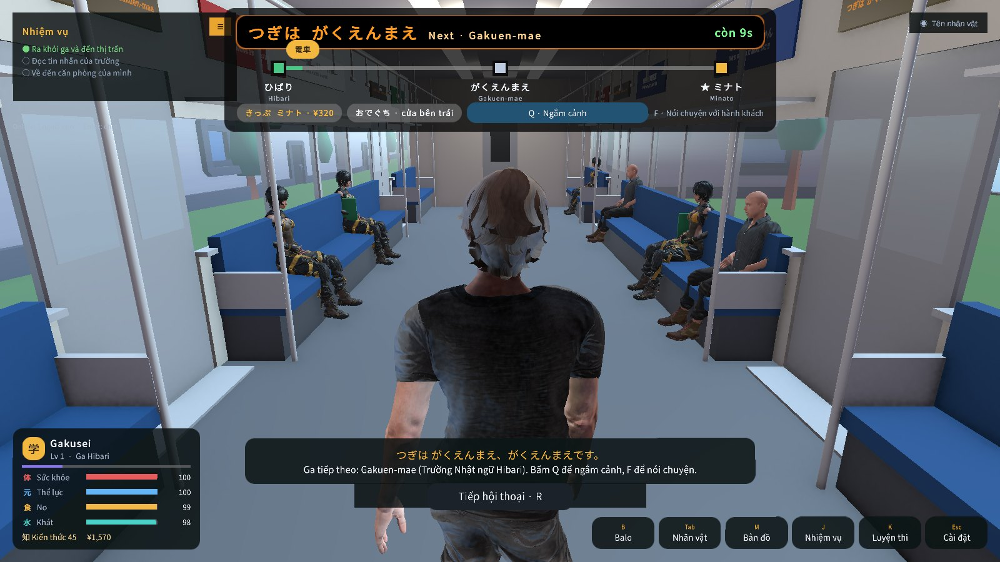 Nhiệm vụ
Ra khỏi ga và đến thị trấn
Đọc tin nhắn của trường
Về đến căn phòng của mình
つぎは がくえんまえ Next · Gakuen-mae
còn 9s
電車
ひばり
Hibari
がくえんまえ
Gakuen-mae
★ ミナト
Minato
きっぷ ミナト · ¥320
おでぐち · cửa bên trái
Q · Ngắm cảnh
F · Nói chuyện với hành khách
Tên nhân vật
つぎは がくえんまえ、がくえんまえです。
Ga tiếp theo: Gakuen-mae (Trường Nhật ngữ Hibari). Bấm Q để ngắm cảnh, F để nói chuyện.
Tiếp hội thoại · R
学
Gakusei
Lv 1 · Ga Hibari
体 Sức khỏe 100
元 Thể lực 100
食 No 99
水 Khát 98
知 Kiến thức 45 ¥1,570
B
Balo
Tab
Nhân vật
M
Bản đồ
J
Nhiệm vụ
K
Luyện thi
Esc
Cài đặt